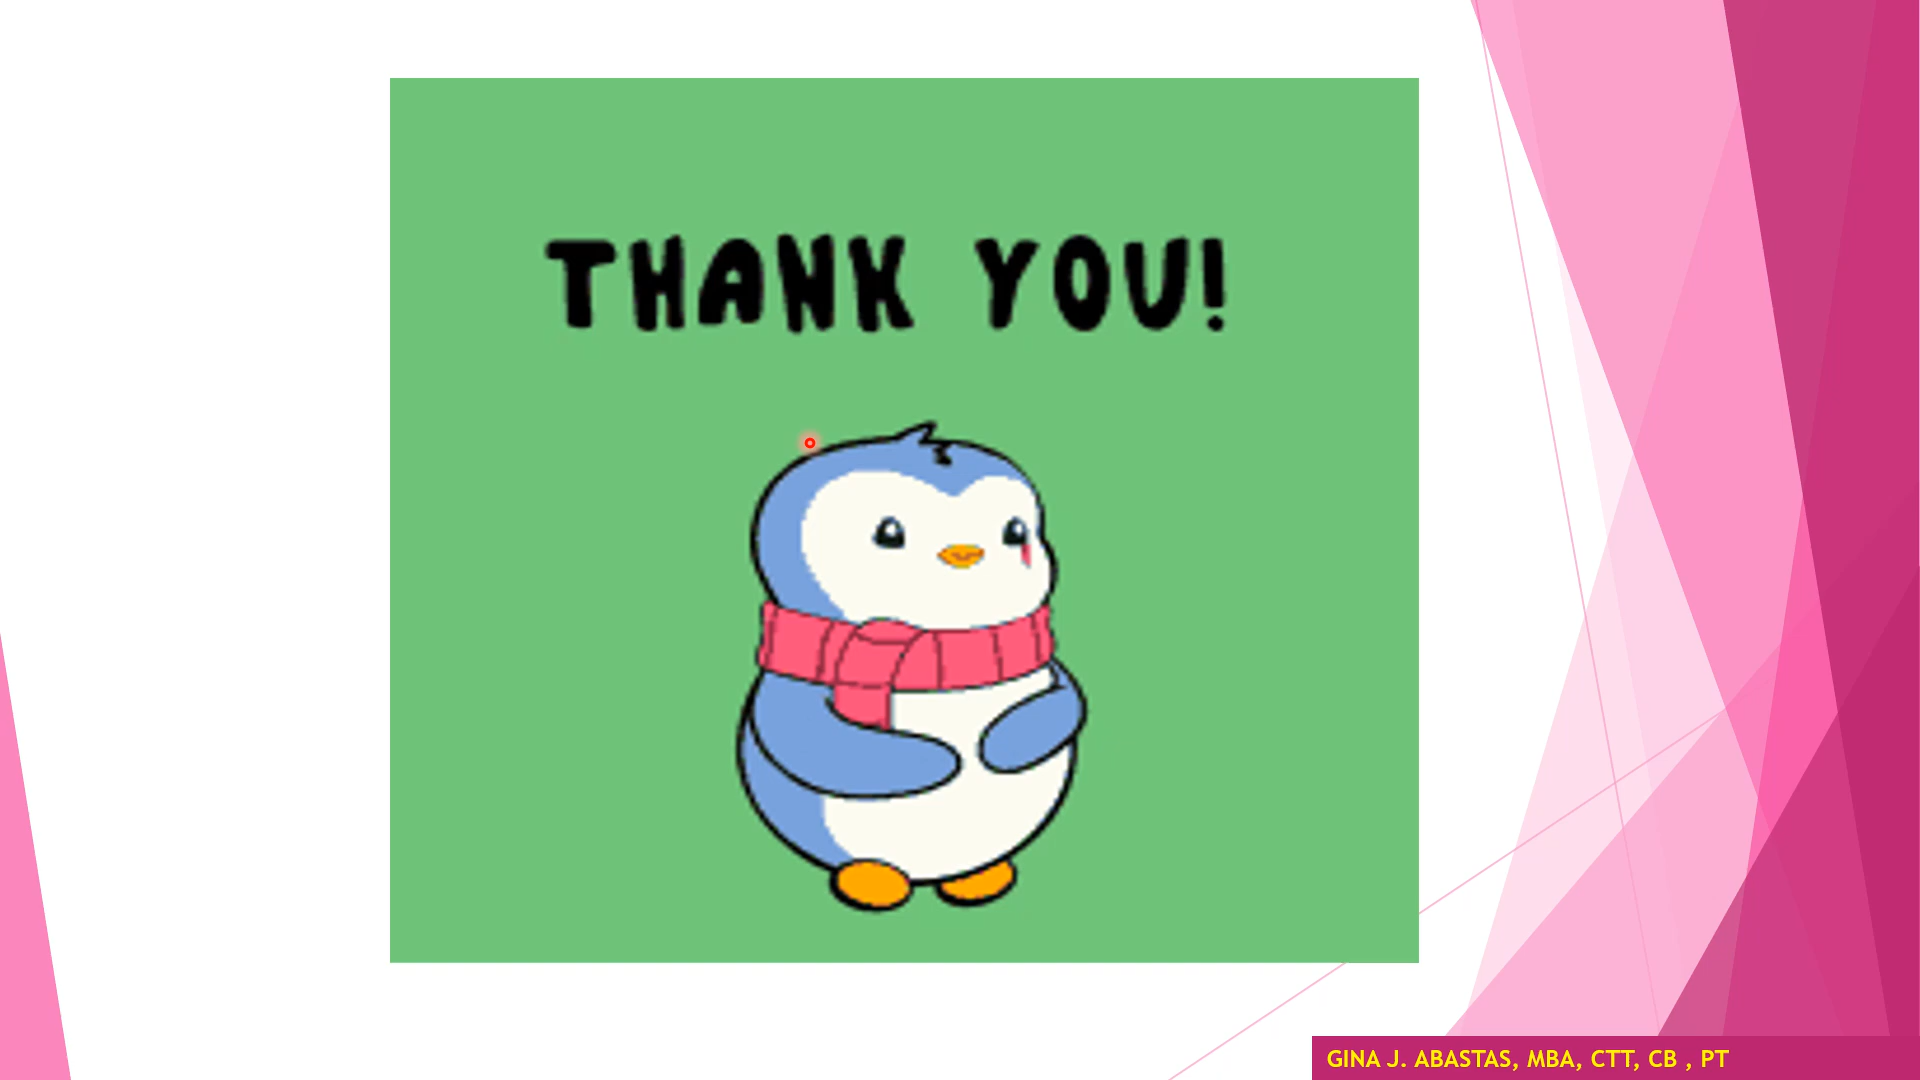 THANK YOU!
GINA J. ABASTAS, MBA, CTT, CB , PT